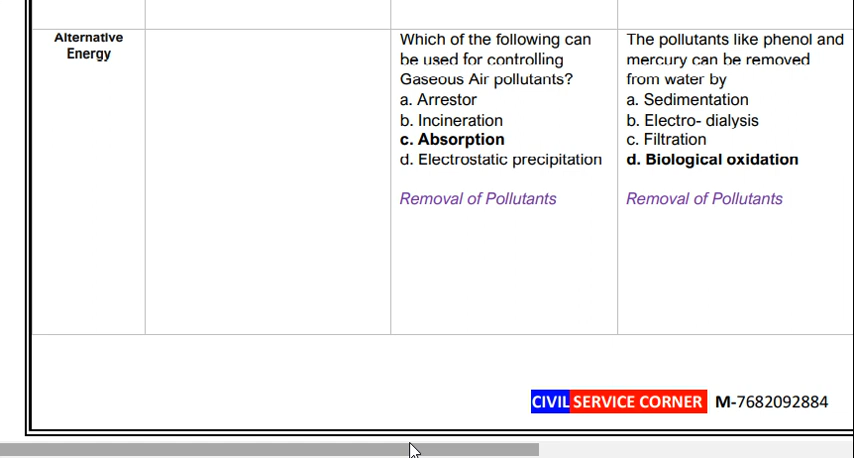 Alternative
Energy
Which of the following can
be used for controlling
Gaseous Air pollutants?
a. Arrestor
b. Incineration
c. Absorption
d. Electrostatic precipitation
Removal of Pollutants
The pollutants like phenol and
mercury can be removed
from water by
a. Sedimentation
b. Electro- dialysis
c. Filtration
d. Biological oxidation
Removal of Pollutants
CIVIL SERVICE CORNER M-7682092884